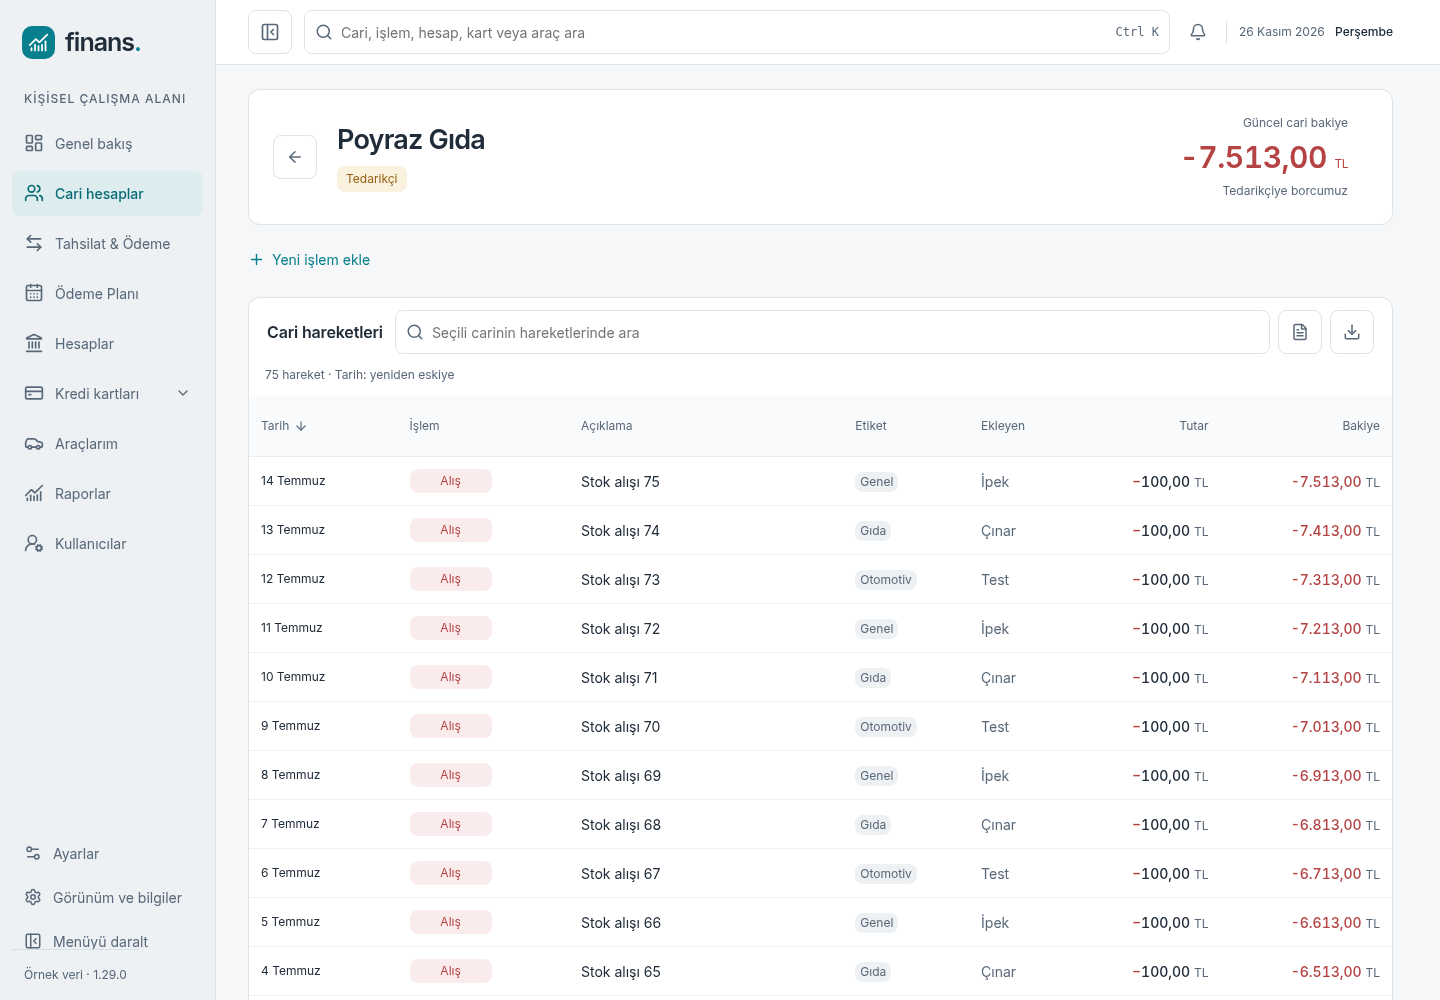 finans.
KİŞİSEL ÇALIŞMA ALANI
Genel bakış
Cari hesaplar
Tahsilat & Ödeme
Ödeme Planı
Hesaplar
Kredi kartları
Araçlarım
Raporlar
Kullanıcılar
Ayarlar
Görünüm ve bilgiler
Menüyü daralt
Örnek veri · 1.29.0
Cari, işlem, hesap, kart veya araç ara Ctrl K
26 Kasım 2026 Perşembe
Poyraz Gıda
Tedarikçi
Güncel cari bakiye
-7.513,00 TL
Tedarikçiye borcumuz
Yeni işlem ekle
Cari hareketleri
Seçili carinin hareketlerinde ara
75 hareket · Tarih: yeniden eskiye
Tarih İşlem Açıklama Etiket Ekleyen Tutar Bakiye
14 Temmuz Alış Stok alışı 75 Genel İpek −100,00 TL -7.513,00 TL
13 Temmuz Alış Stok alışı 74 Gıda Çınar −100,00 TL -7.413,00 TL
12 Temmuz Alış Stok alışı 73 Otomotiv Test −100,00 TL -7.313,00 TL
11 Temmuz Alış Stok alışı 72 Genel İpek −100,00 TL -7.213,00 TL
10 Temmuz Alış Stok alışı 71 Gıda Çınar −100,00 TL -7.113,00 TL
9 Temmuz Alış Stok alışı 70 Otomotiv Test −100,00 TL -7.013,00 TL
8 Temmuz Alış Stok alışı 69 Genel İpek −100,00 TL -6.913,00 TL
7 Temmuz Alış Stok alışı 68 Gıda Çınar −100,00 TL -6.813,00 TL
6 Temmuz Alış Stok alışı 67 Otomotiv Test −100,00 TL -6.713,00 TL
5 Temmuz Alış Stok alışı 66 Genel İpek −100,00 TL -6.613,00 TL
4 Temmuz Alış Stok alışı 65 Gıda Çınar −100,00 TL -6.513,00 TL